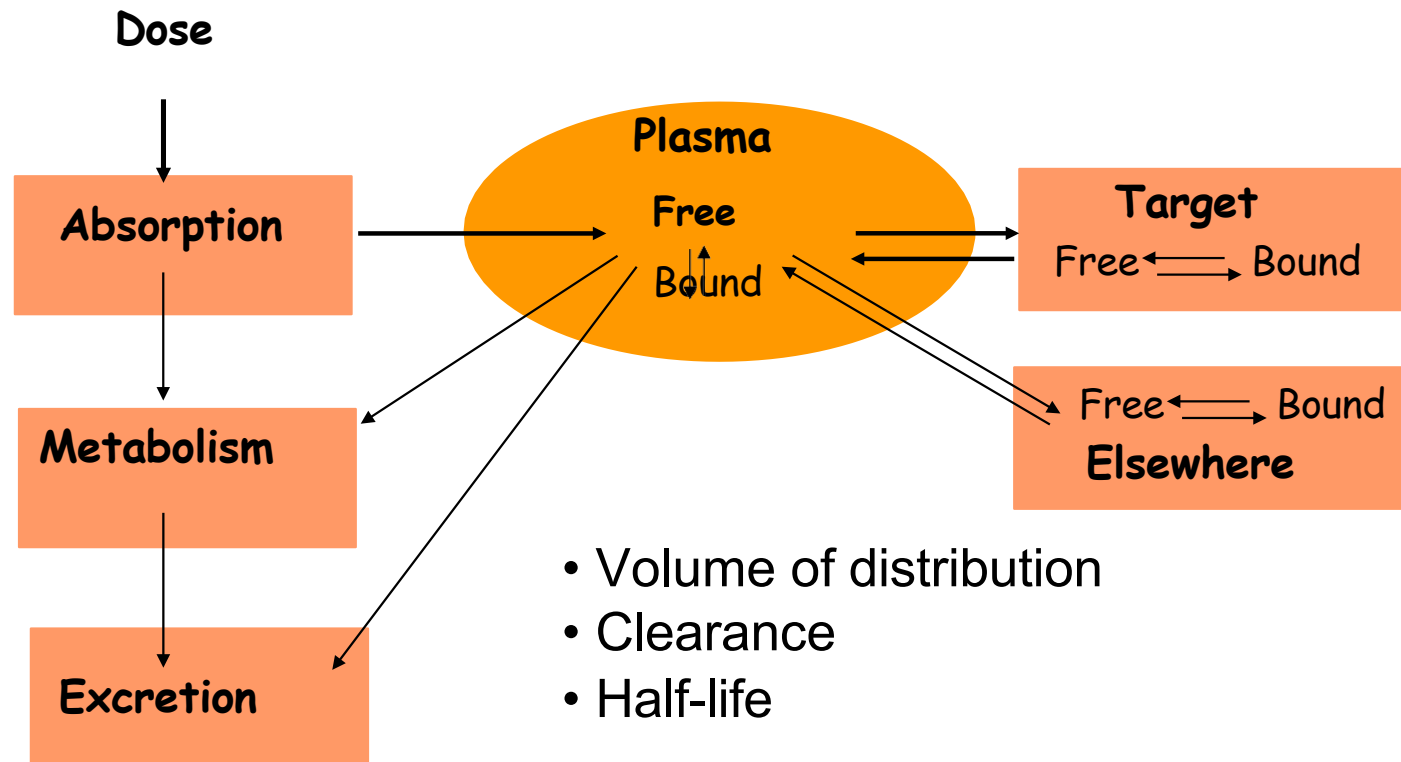 Dose
Absorption
Plasma
Free
Bound
Target
Free Bound
Free Bound
Elsewhere
Metabolism
Excretion
• Volume of distribution
• Clearance
• Half-life